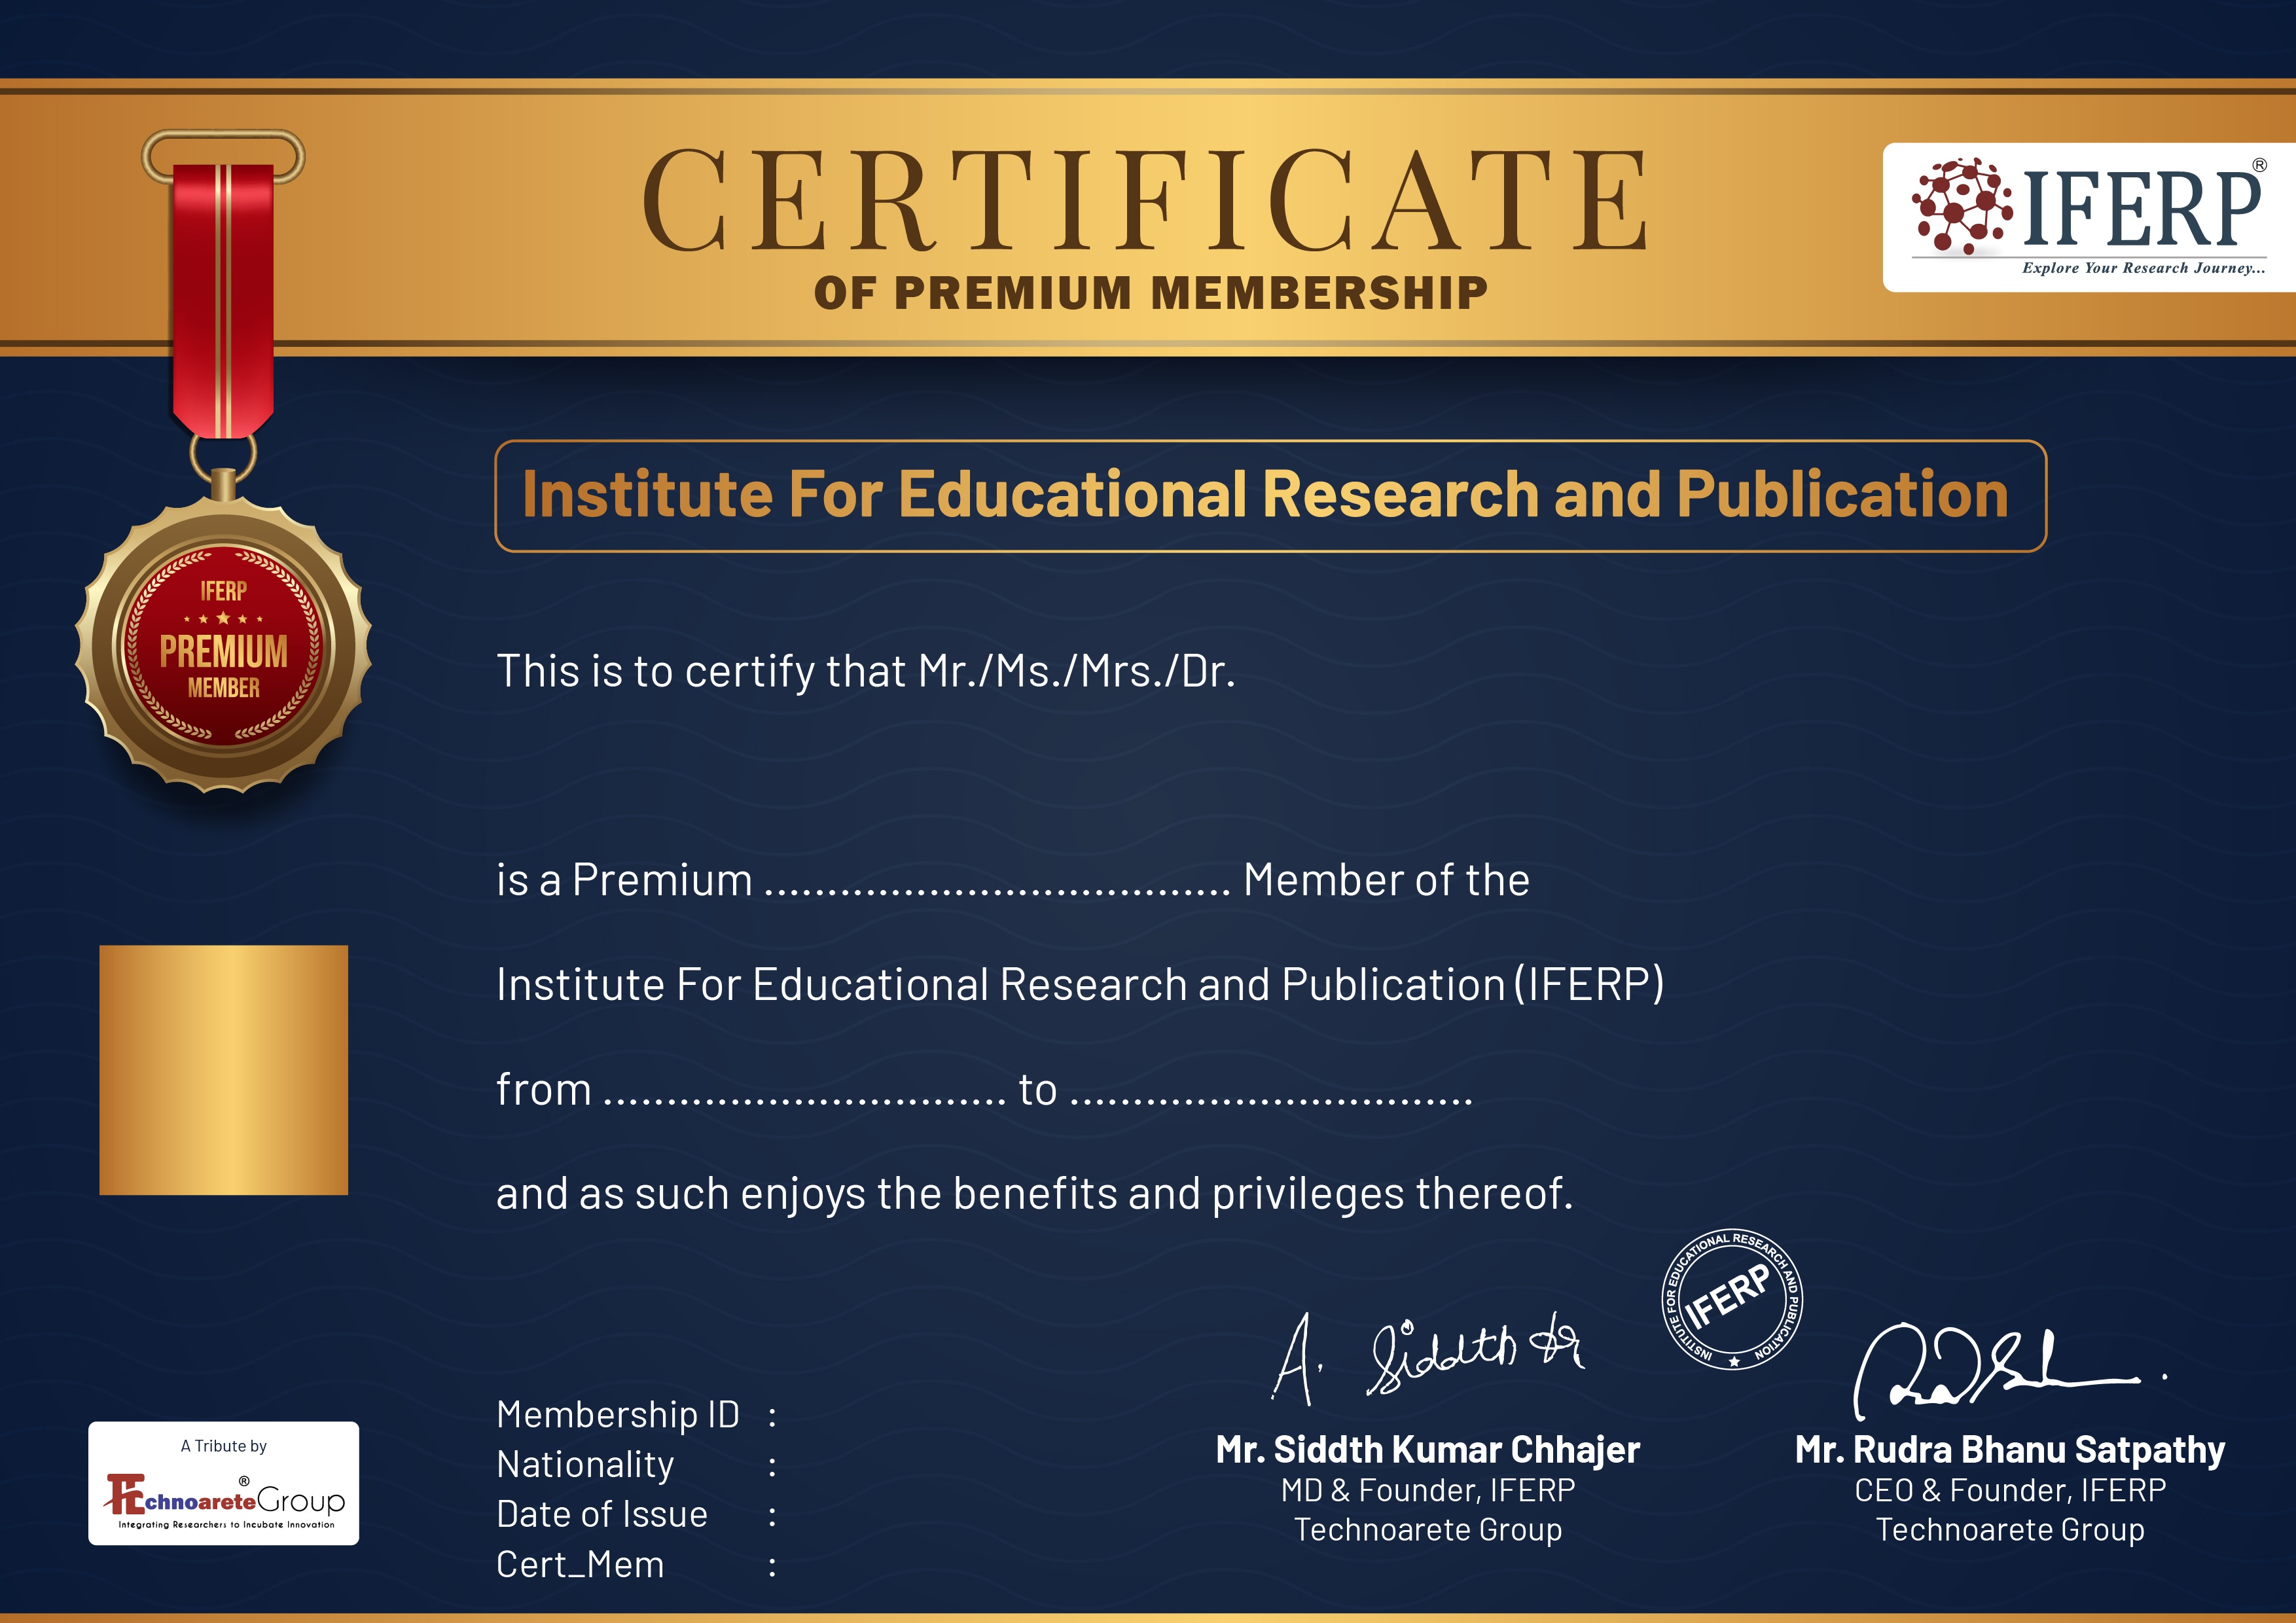 CERTIFICATE
OF PREMIUM MEMBERSHIP
IFERP®
Explore Your Research Journey...
Institute For Educational Research and Publication
IFERP
PREMIUM
MEMBER
This is to certify that Mr./Ms./Mrs./Dr.
is a Premium ..................................... Member of the
Institute For Educational Research and Publication (IFERP)
from ................................ to ................................
and as such enjoys the benefits and privileges thereof.
INSTITUTE FOR EDUCATIONAL RESEARCH AND PUBLICATION
IFERP
A. Siddth
Membership ID :
Nationality :
Date of Issue :
Cert_Mem :
Mr. Siddth Kumar Chhajer
MD & Founder, IFERP
Technoarete Group
Mr. Rudra Bhanu Satpathy
CEO & Founder, IFERP
Technoarete Group
A Tribute by
TEchnoarete® Group
Integrating Researchers to Incubate Innovation